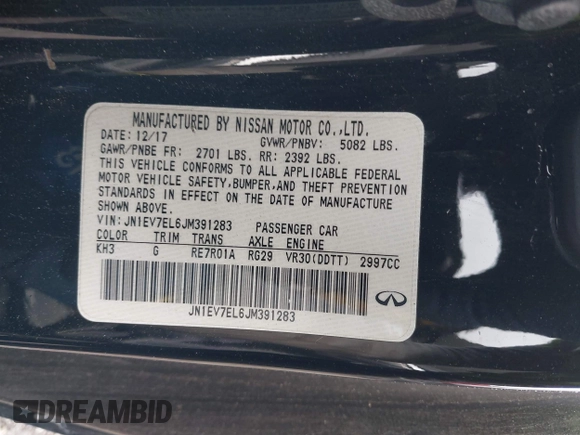 MANUFACTURED BY NISSAN MOTOR CO.,LTD.
DATE: 12/17 GVWR/PNBV: 5082 LBS.
GAWR/PNBE FR: 2701 LBS. RR: 2392 LBS.
THIS VEHICLE CONFORMS TO ALL APPLICABLE FEDERAL
MOTOR VEHICLE SAFETY,BUMPER,AND THEFT PREVENTION
STANDARDS IN EFFECT ON THE DATE OF MANUFACTURE
SHOWN ABOVE.
VIN: JN1EV7EL6JM391283 PASSENGER CAR
COLOR TRIM TRANS AXLE ENGINE
KH3 G RE7R01A RG29 VR30(DDTT) 2997CC
JN1EV7EL6JM391283
DREAMBID